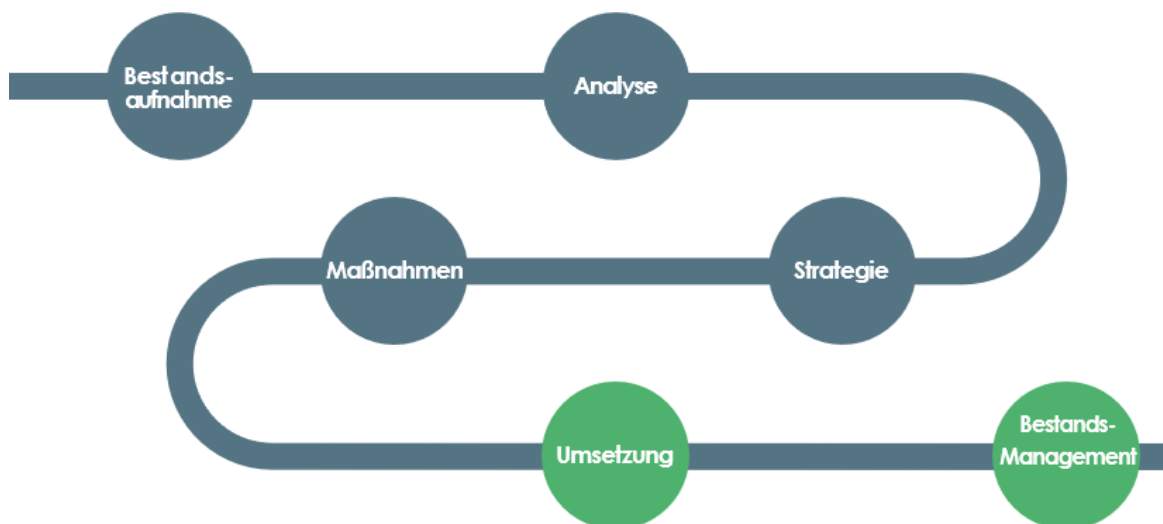 Bestands-
aufnahme
Analyse
Strategie
Maßnahmen
Umsetzung
Bestands-
Management